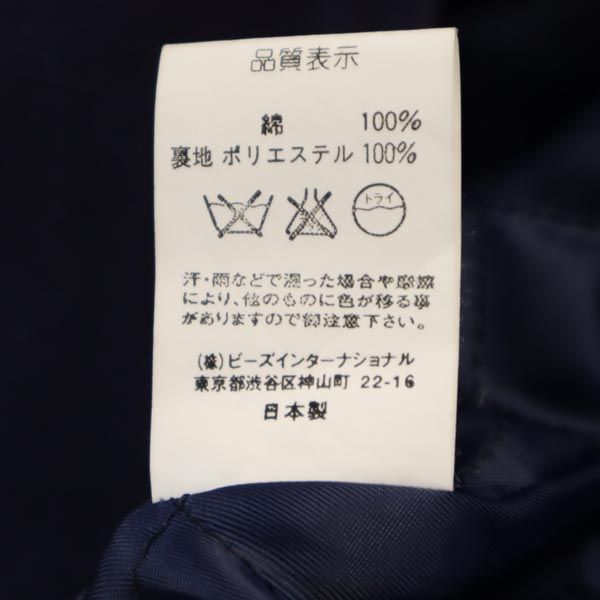 品質表示
綿 100%
裏地 ポリエステル 100%
ドライ
汗・雨などで湿った場合や摩擦
により、他のものに色が移る事
がありますので御注意下さい。
(株)ビーズインターナショナル
東京都渋谷区神山町 22-16
日本製